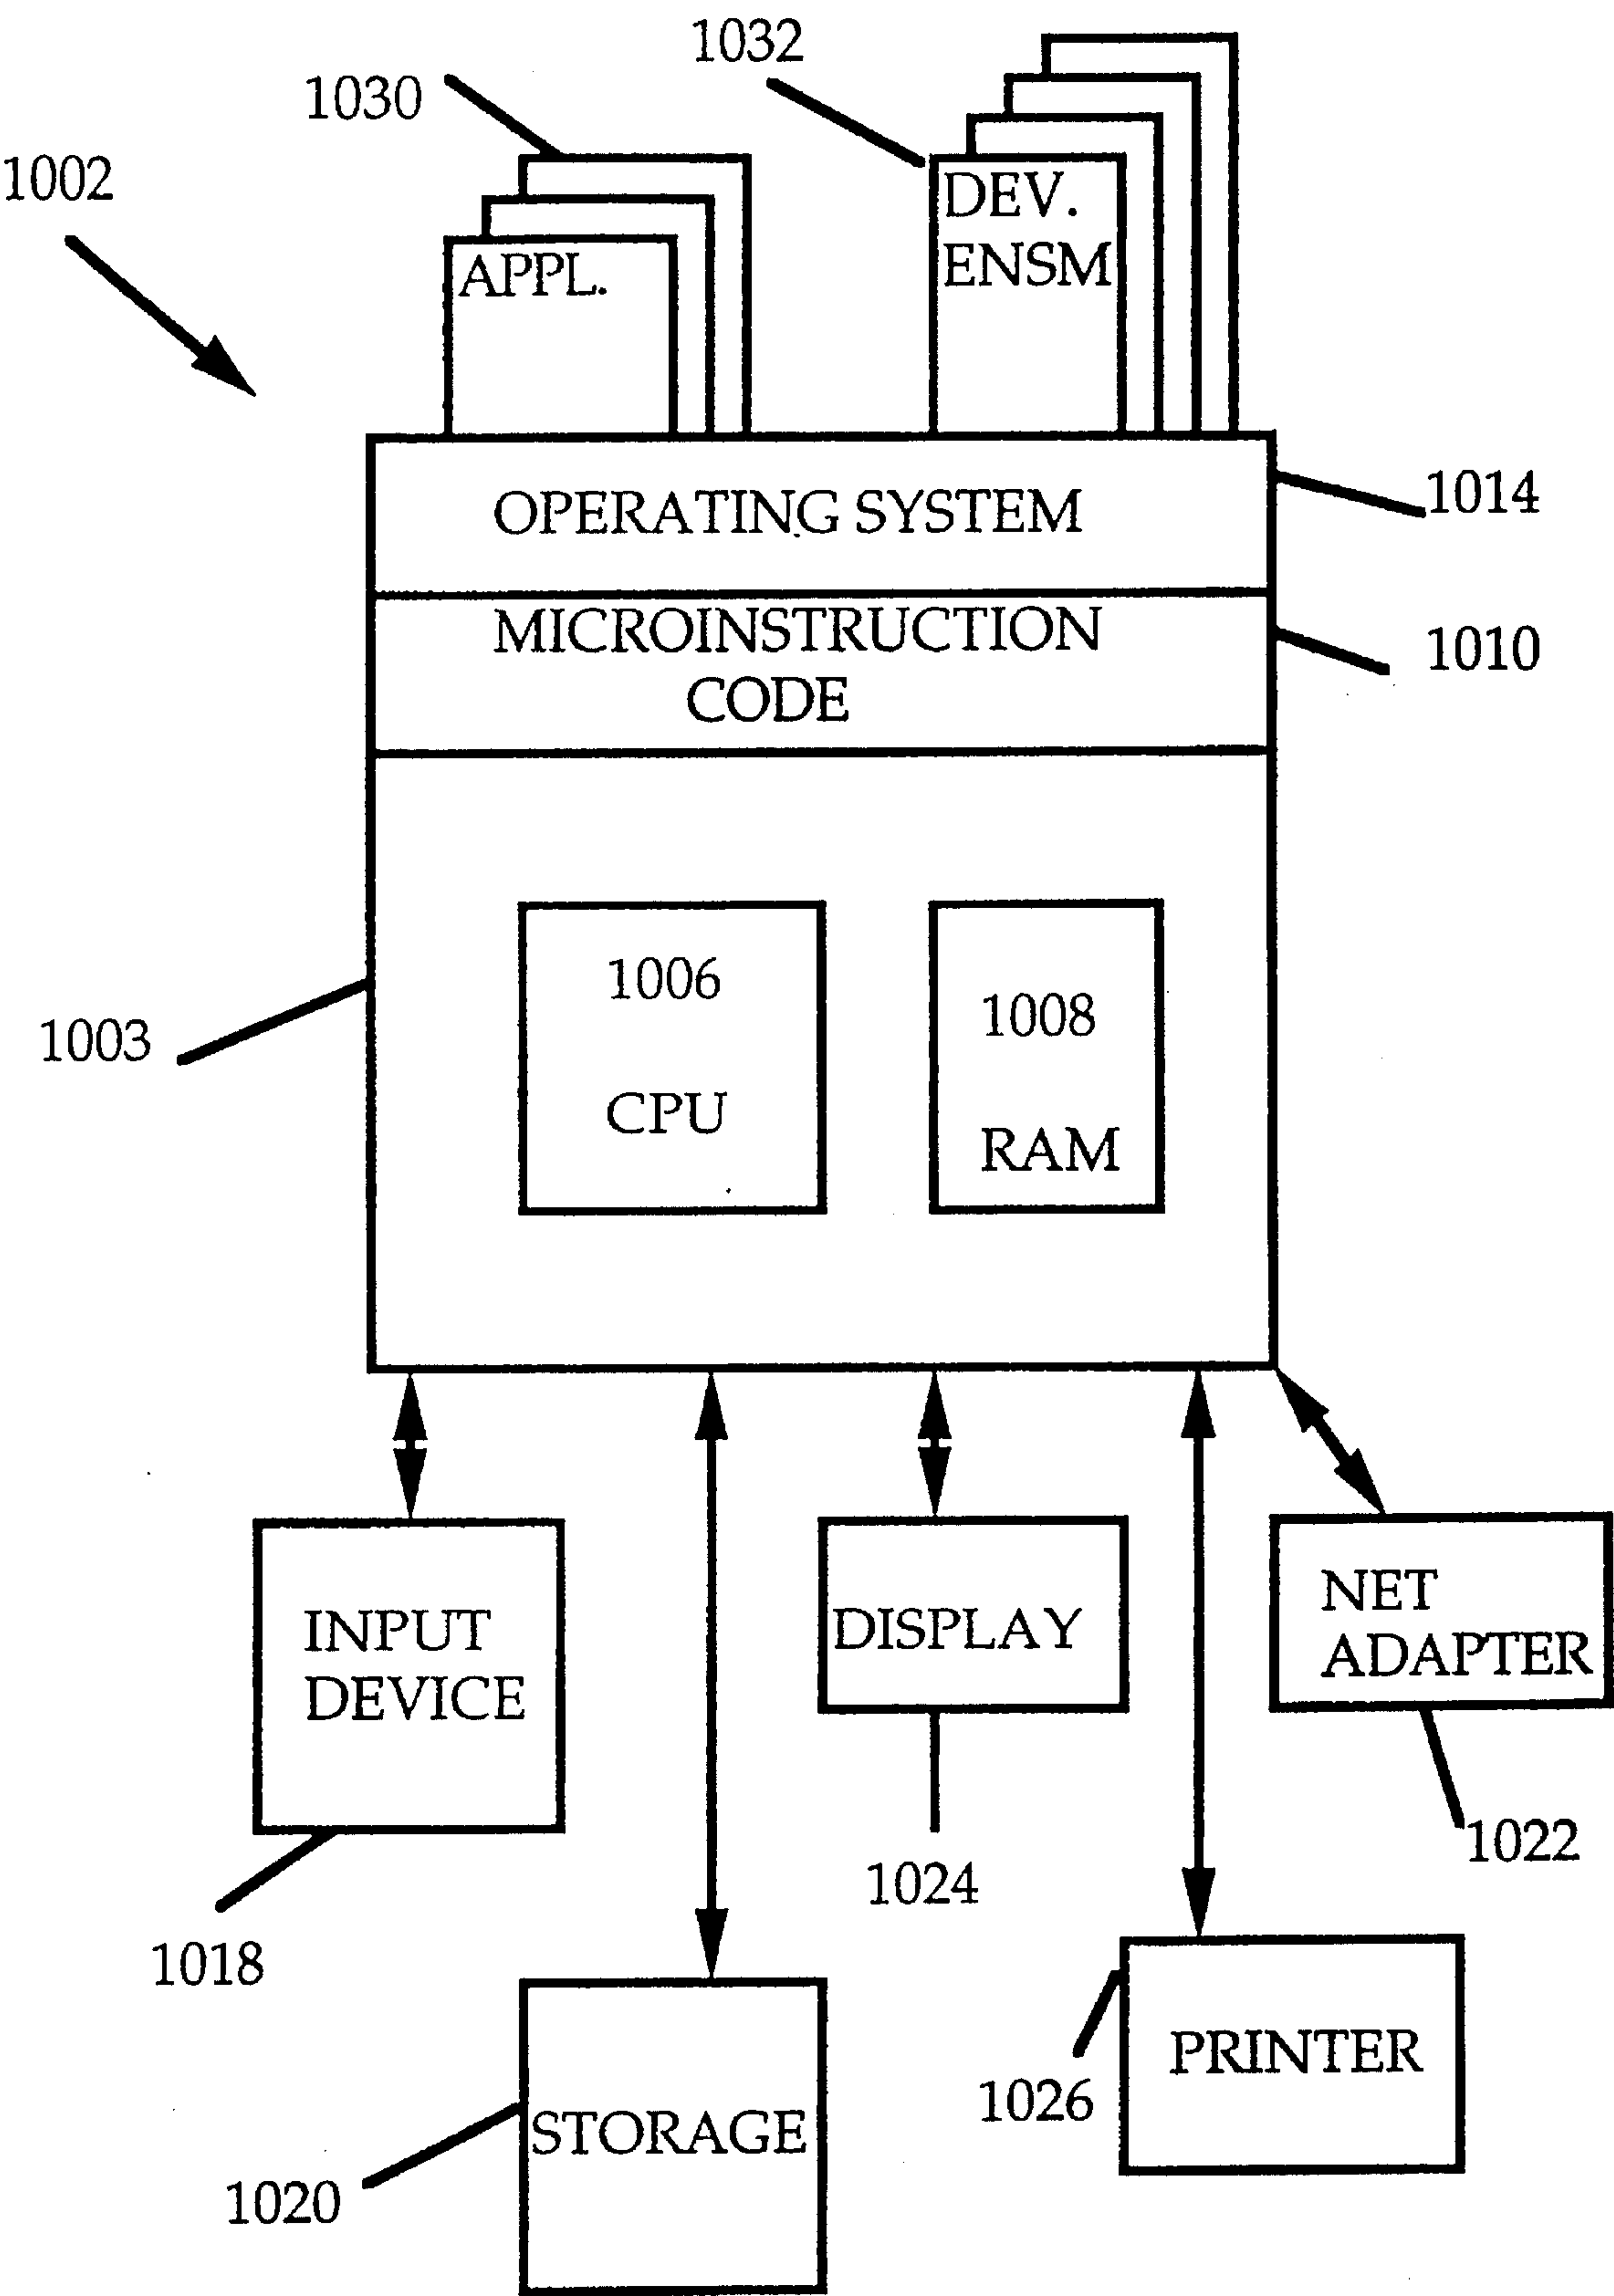 1032
1030
1002
DEV.
ENSM
APPL.
OPERATING SYSTEM
1014
MICROINSTRUCTION
CODE
1010
1006
CPU
1008
RAM
1003
INPUT
DEVICE
DISPLAY
NET
ADAPTER
1022
1024
1018
PRINTER
1026
STORAGE
1020